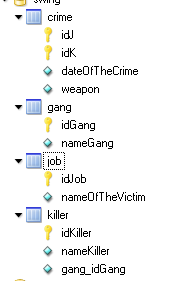 swing
crime
idJ
idK
dateOfTheCrime
weapon
gang
idGang
nameGang
job
idJob
nameOfTheVictim
killer
idKiller
nameKiller
gang_idGang